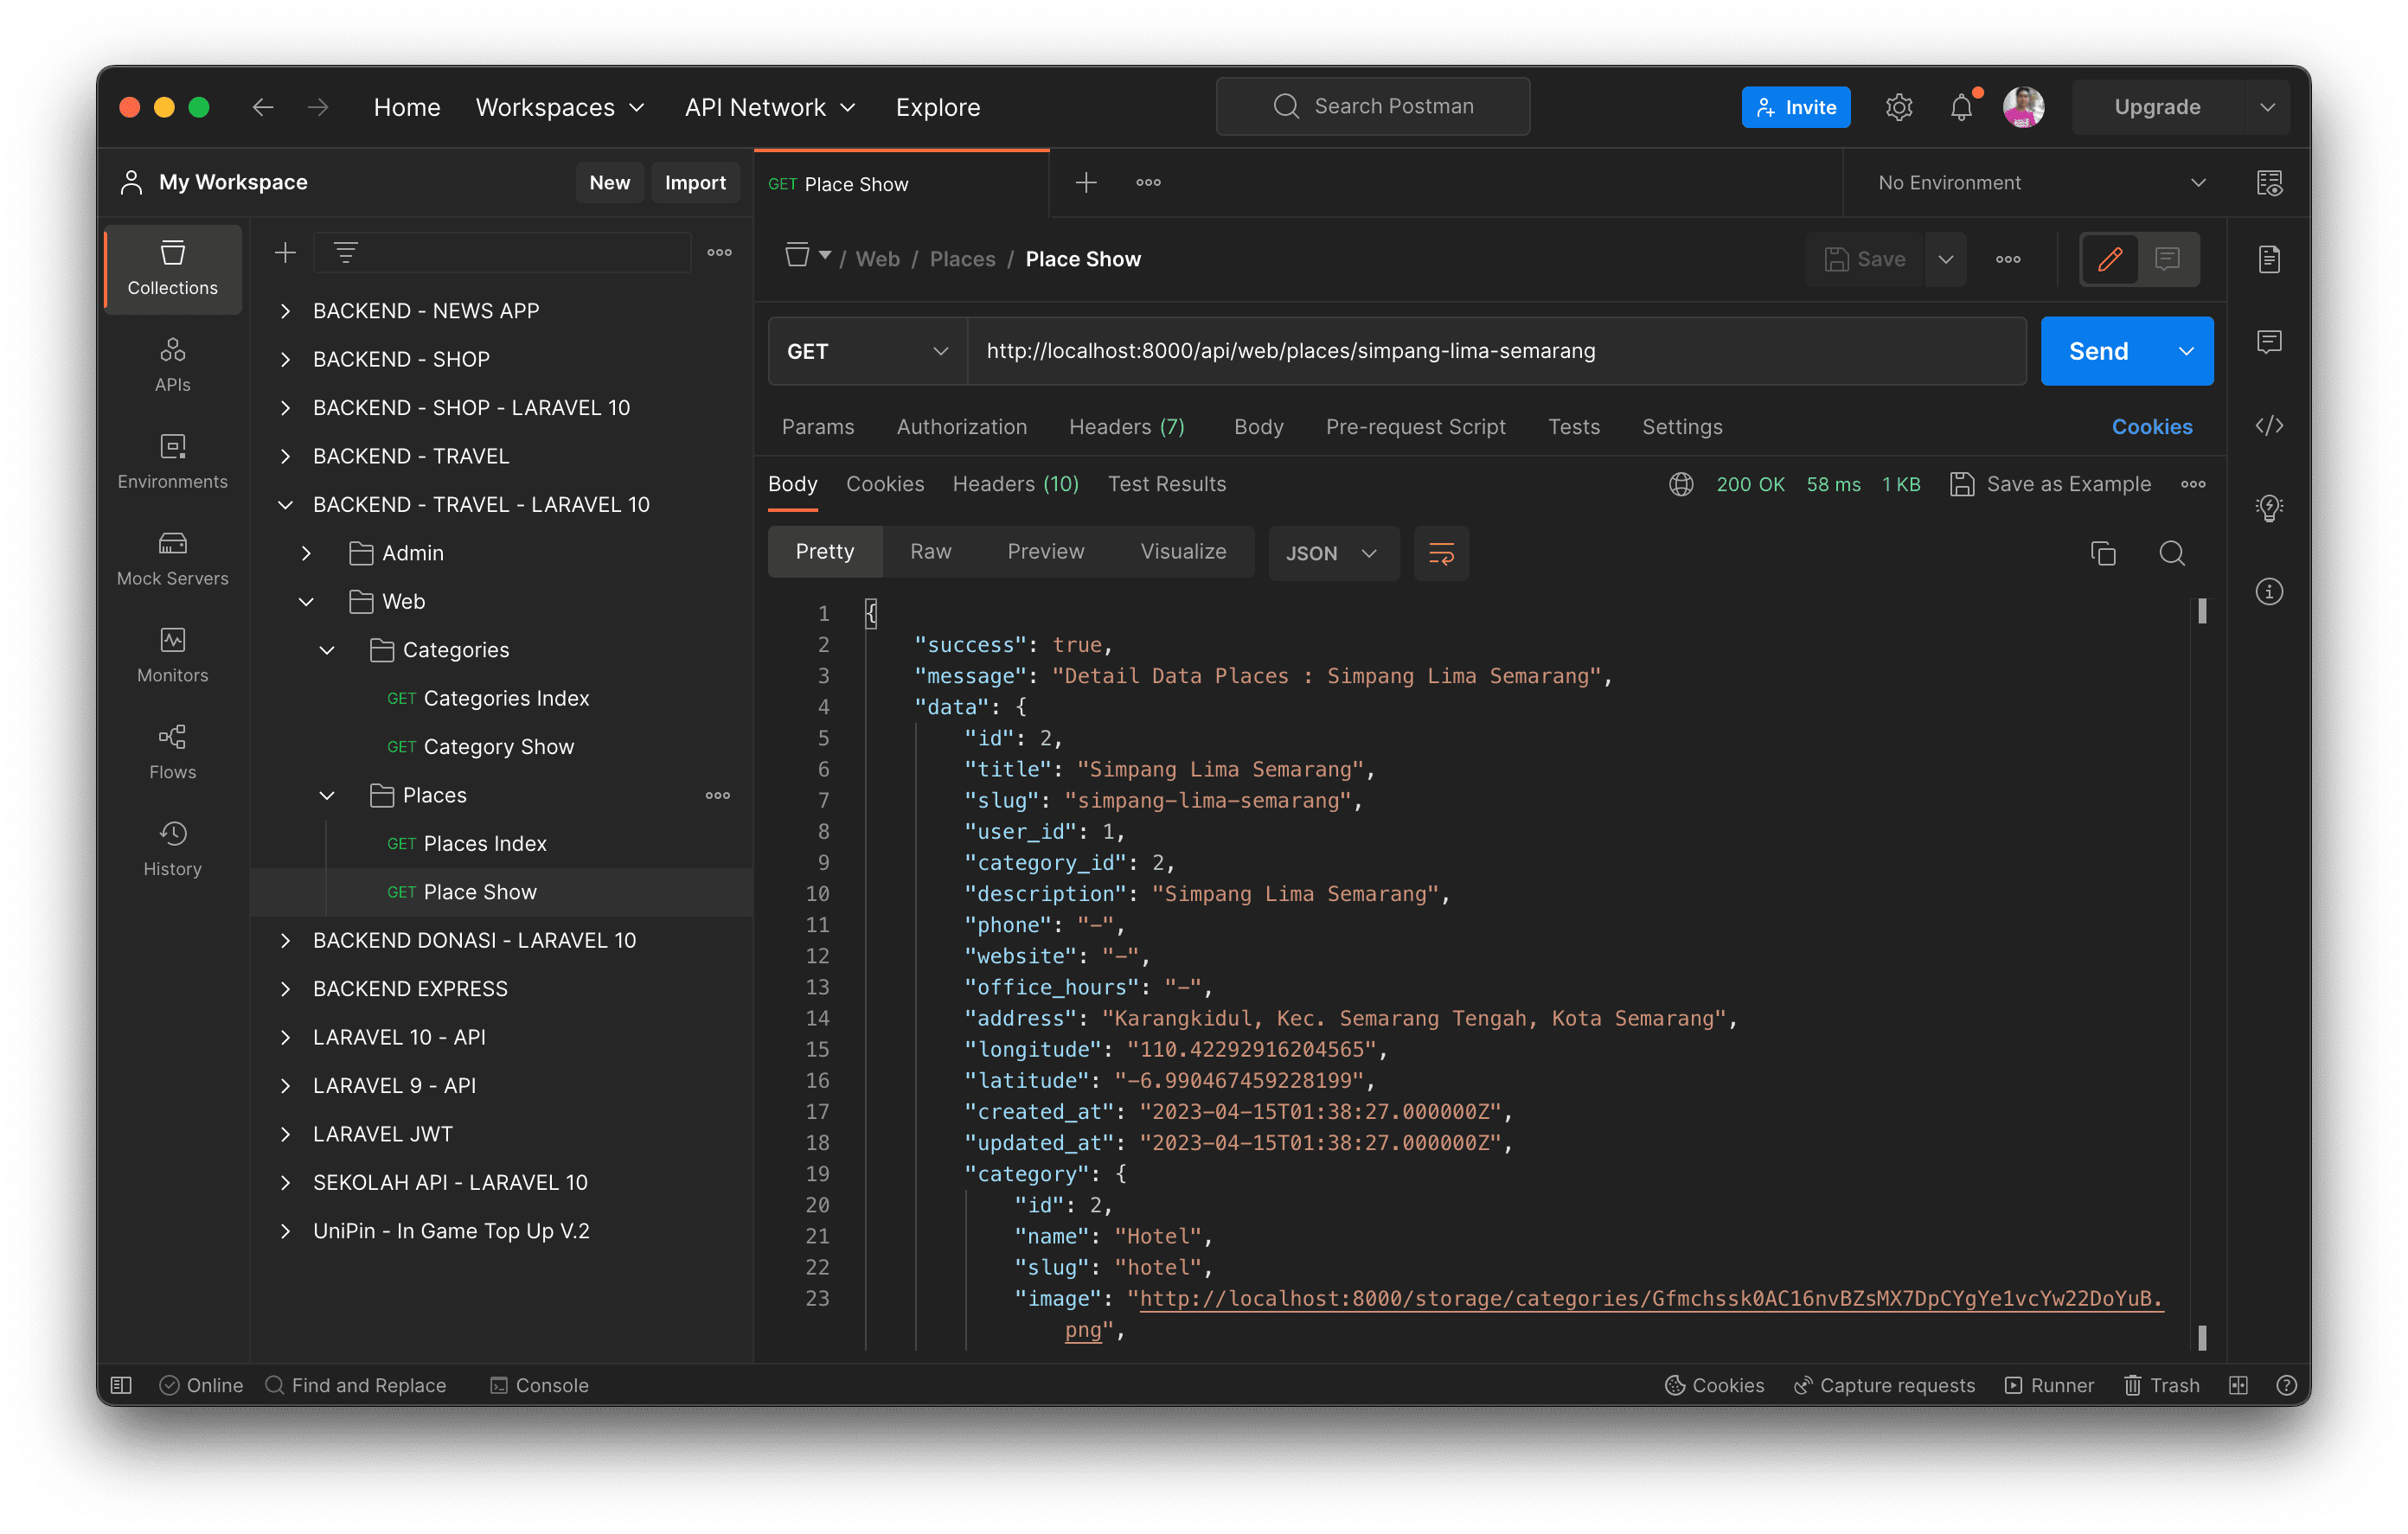 Home Workspaces API Network Explore Search Postman Invite Upgrade
My Workspace New Import
GET Place Show No Environment
Collections
APIs
Environments
Mock Servers
Monitors
Flows
History
BACKEND - NEWS APP
BACKEND - SHOP
BACKEND - SHOP - LARAVEL 10
BACKEND - TRAVEL
BACKEND - TRAVEL - LARAVEL 10
Admin
Web
Categories
GET Categories Index
GET Category Show
Places
GET Places Index
GET Place Show
BACKEND DONASI - LARAVEL 10
BACKEND EXPRESS
LARAVEL 10 - API
LARAVEL 9 - API
LARAVEL JWT
SEKOLAH API - LARAVEL 10
UniPin - In Game Top Up V.2
/ Web / Places / Place Show Save
GET http://localhost:8000/api/web/places/simpang-lima-semarang Send
Params Authorization Headers (7) Body Pre-request Script Tests Settings Cookies
Body Cookies Headers (10) Test Results 200 OK 58 ms 1 KB Save as Example
Pretty Raw Preview Visualize JSON
1 {
2 "success": true,
3 "message": "Detail Data Places : Simpang Lima Semarang",
4 "data": {
5 "id": 2,
6 "title": "Simpang Lima Semarang",
7 "slug": "simpang-lima-semarang",
8 "user_id": 1,
9 "category_id": 2,
10 "description": "Simpang Lima Semarang",
11 "phone": "-",
12 "website": "-",
13 "office_hours": "-",
14 "address": "Karangkidul, Kec. Semarang Tengah, Kota Semarang",
15 "longitude": "110.42292916204565",
16 "latitude": "-6.990467459228199",
17 "created_at": "2023-04-15T01:38:27.000000Z",
18 "updated_at": "2023-04-15T01:38:27.000000Z",
19 "category": {
20 "id": 2,
21 "name": "Hotel",
22 "slug": "hotel",
23 "image": "http://localhost:8000/storage/categories/Gfmchssk0AC16nvBZsMX7DpCYgYe1vcYw22DoYuB.
png",
Online Find and Replace Console Cookies Capture requests Runner Trash